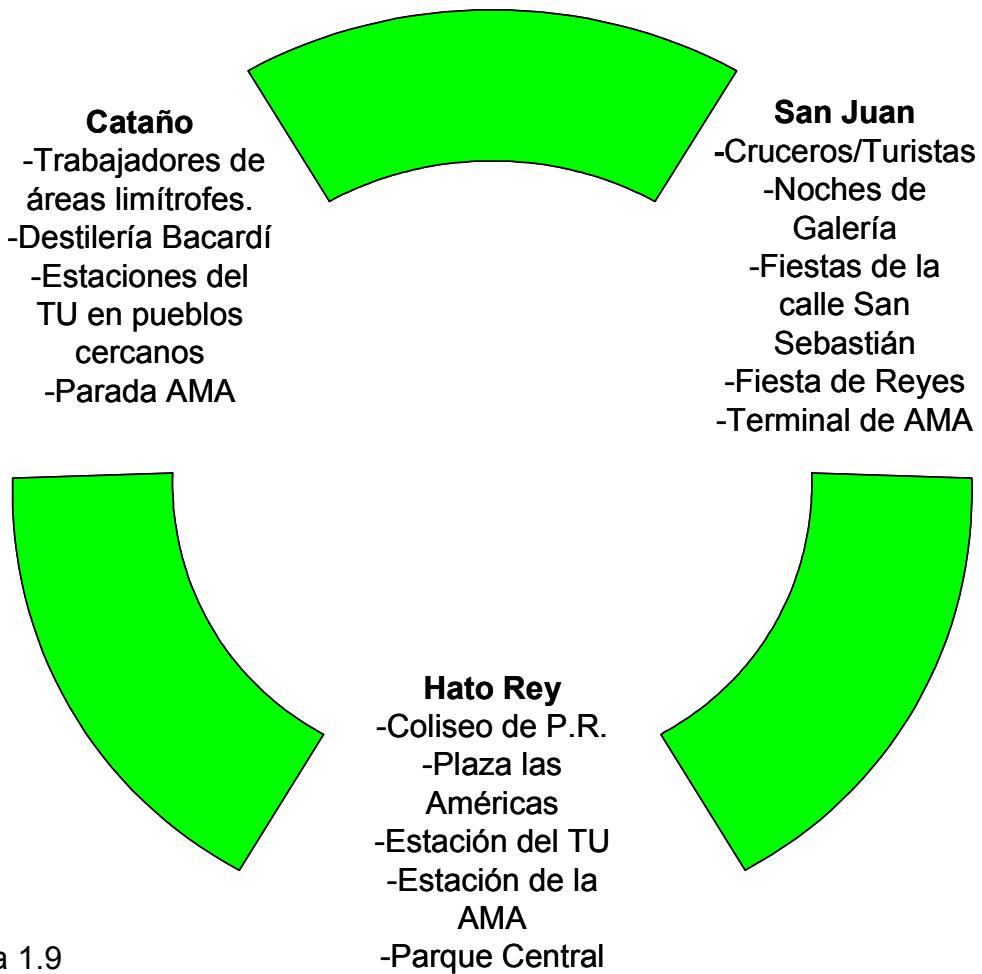 Cataño
-Trabajadores de
áreas limítrofes.
-Destilería Bacardí
-Estaciones del
TU en pueblos
cercanos
-Parada AMA
San Juan
-Cruceros/Turistas
-Noches de
Galería
-Fiestas de la
calle San
Sebastián
-Fiesta de Reyes
-Terminal de AMA
Hato Rey
-Coliseo de P.R.
-Plaza las
Américas
-Estación del TU
-Estación de la
AMA
-Parque Central
a 1.9